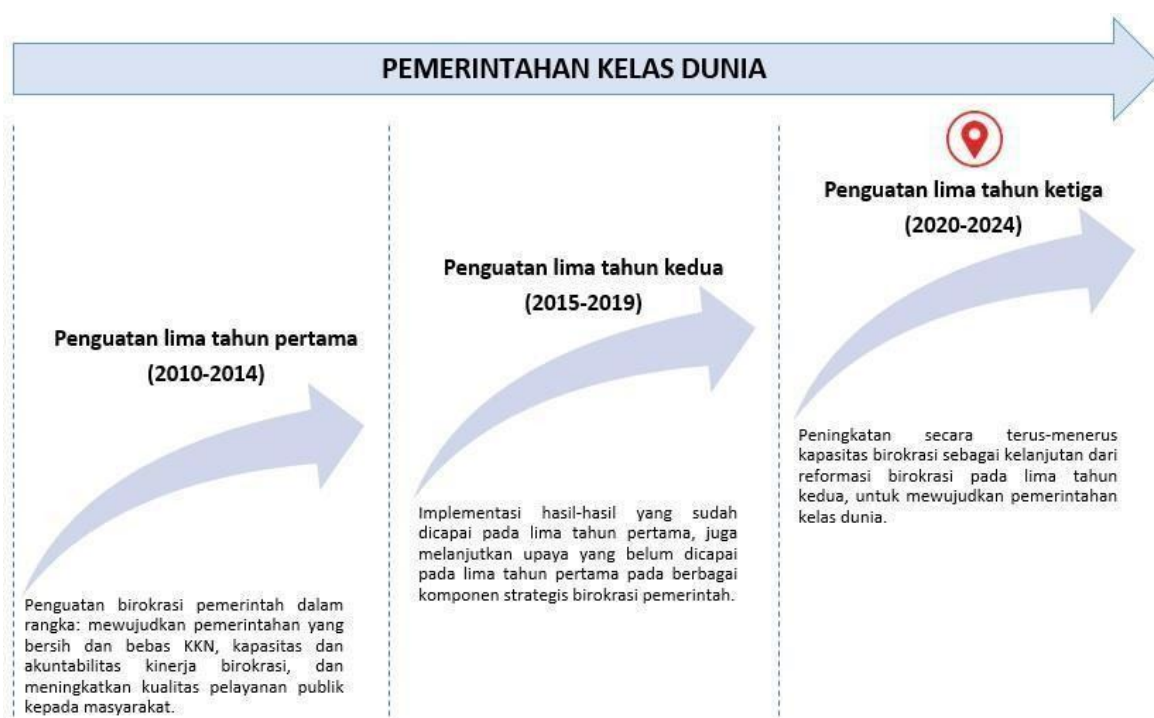 PEMERINTAHAN KELAS DUNIA
Penguatan lima tahun pertama
(2010-2014)
Penguatan birokrasi pemerintah dalam
rangka: mewujudkan pemerintahan yang
bersih dan bebas KKN, kapasitas dan
akuntabilitas kinerja birokrasi, dan
meningkatkan kualitas pelayanan publik
kepada masyarakat.
Penguatan lima tahun kedua
(2015-2019)
Implementasi hasil-hasil yang sudah
dicapai pada lima tahun pertama, juga
melanjutkan upaya yang belum dicapai
pada lima tahun pertama pada berbagai
komponen strategis birokrasi pemerintah.
Penguatan lima tahun ketiga
(2020-2024)
Peningkatan secara terus-menerus
kapasitas birokrasi sebagai kelanjutan dari
reformasi birokrasi pada lima tahun
kedua, untuk mewujudkan pemerintahan
kelas dunia.